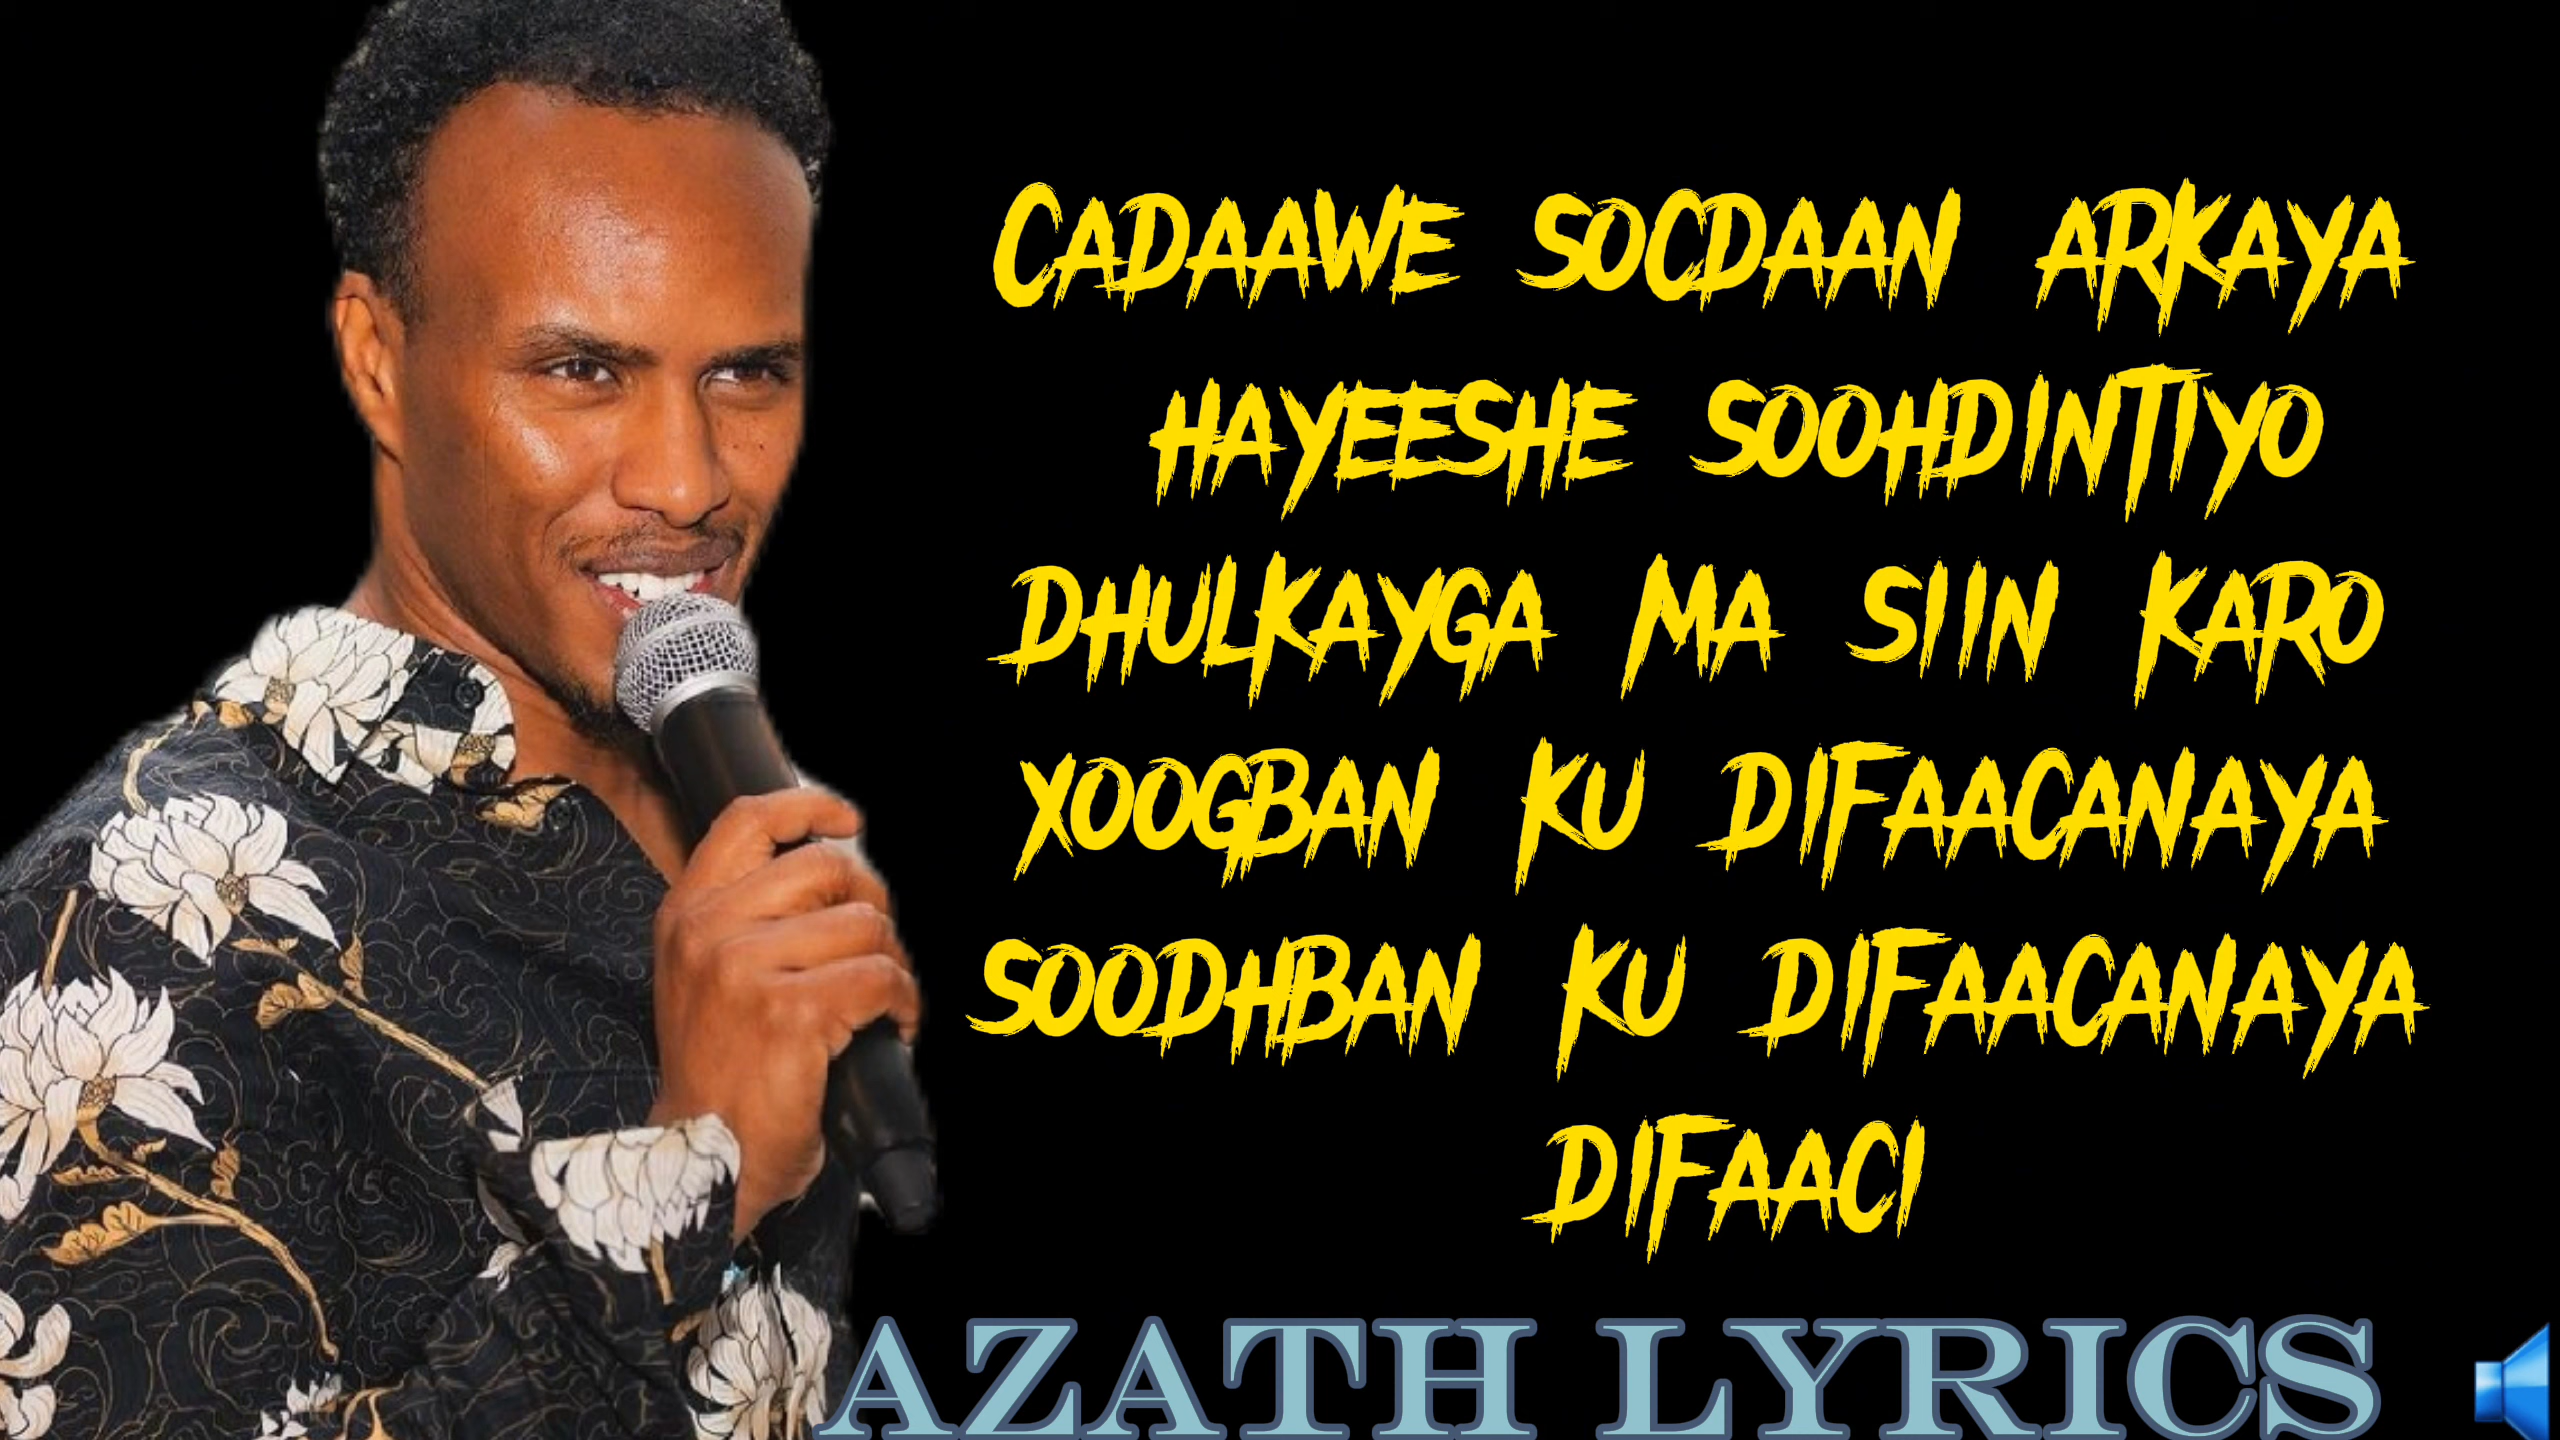 CADAAWE SOCDAAN ARKAYA
HAYEESHE SOOHDINTIYO
DHULKAYGA MA SIIN KARO
XOOGBAN KU DIFAACANAYA
SOODHBAN KU DIFAACANAYA
DIFAACI
AZATH LYRICS